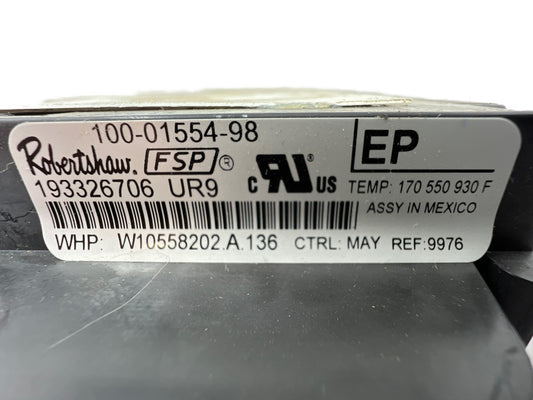 100-01554-98
Robertshaw. FSP ®
193326706 UR9
EP
c RU US
TEMP: 170 550 930 F
ASSY IN MEXICO
WHP: W10558202.A.136 CTRL: MAY REF:9976